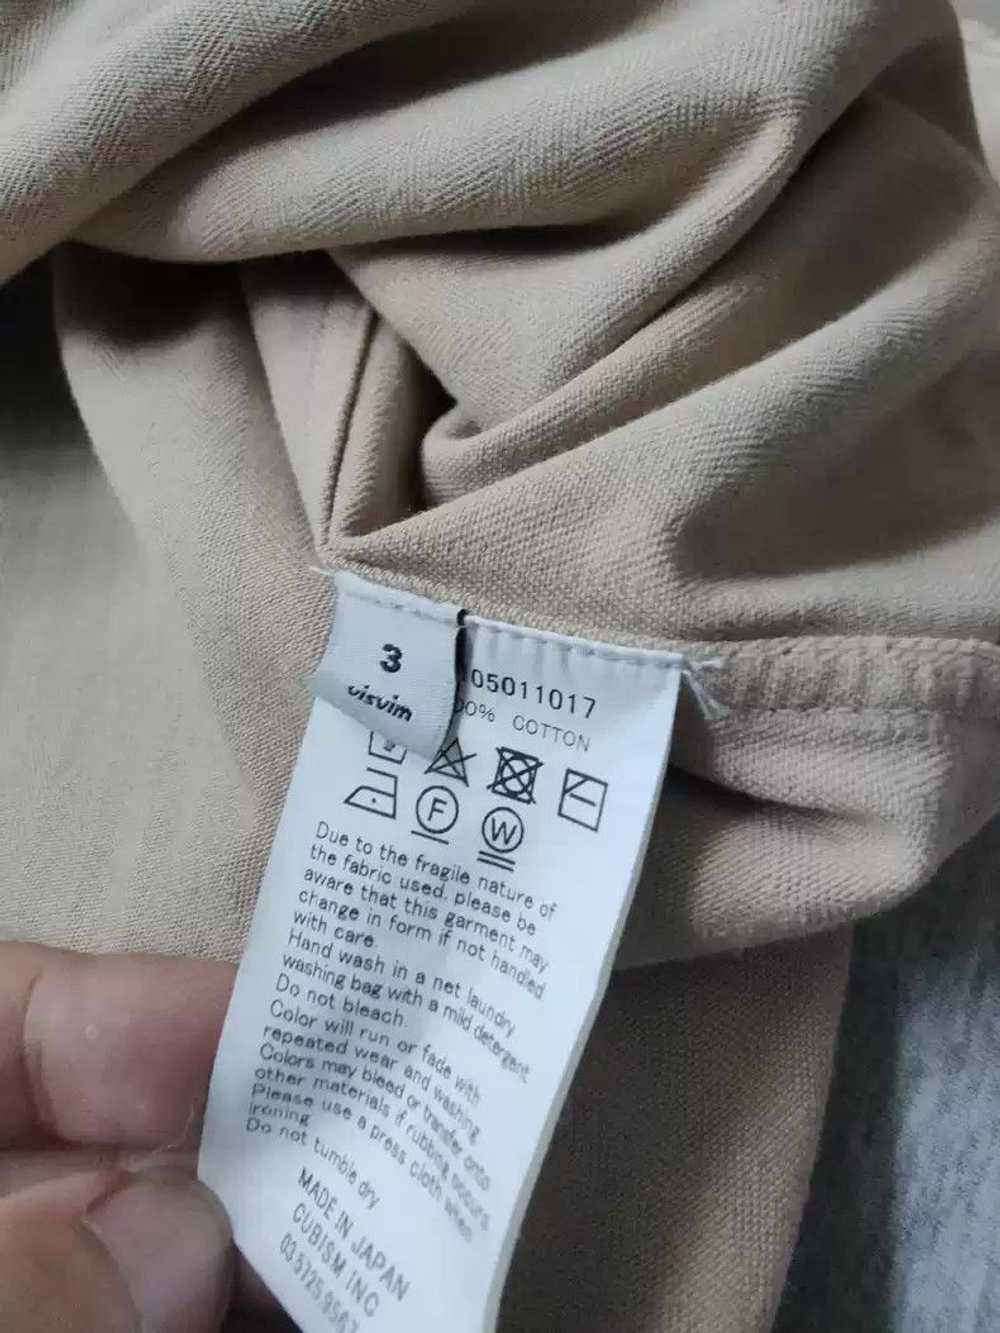 3
visvim
05011017
00% COTTON
F
W
Due to the fragile nature of
the fabric used, please be
aware that this garment may
change in form if not handled
with care.
Hand wash in a net laundry
washing bag with a mild detergent.
Do not bleach.
Color will run or fade with
repeated wear and washing.
Colors may bleed or transfer onto
other materials if rubbing occurs.
Please use a press cloth when
ironing
Do not tumble dry
MADE IN JAPAN
CUBISM INC
03.5725.9567